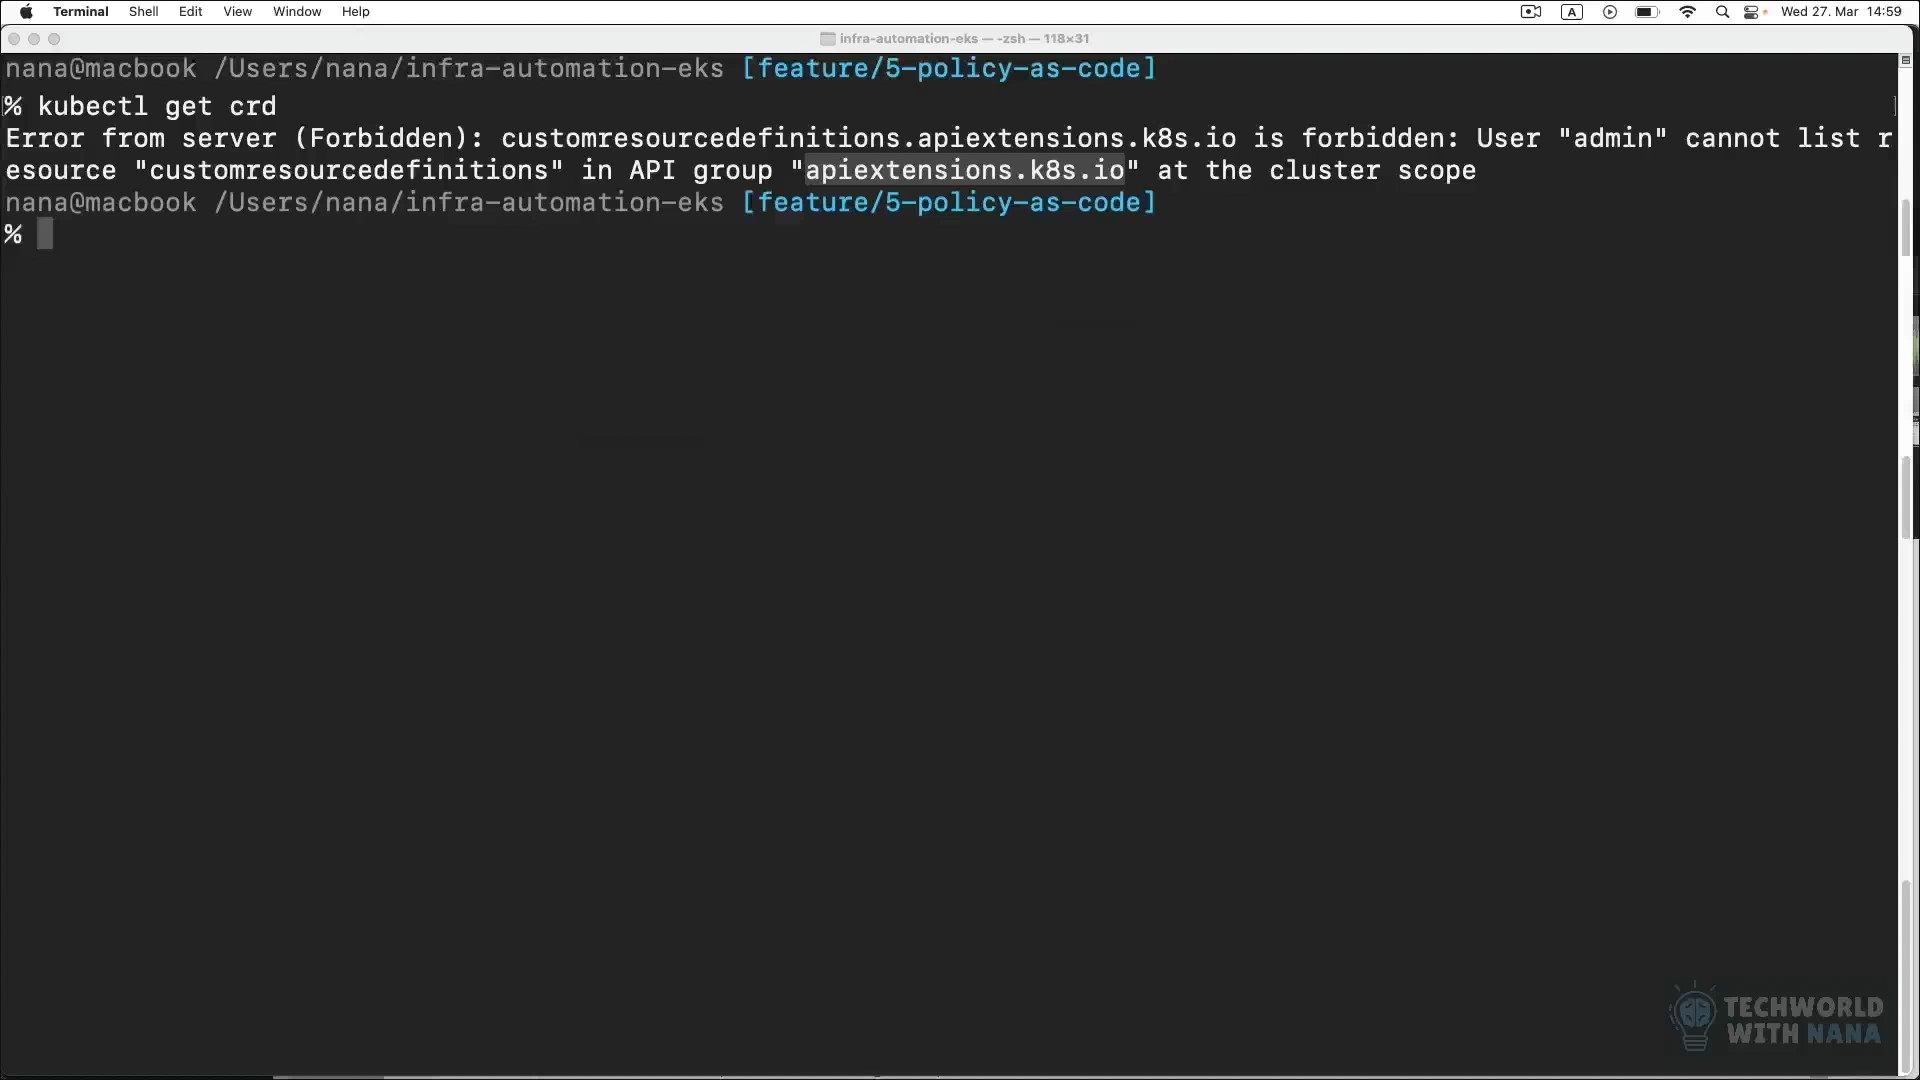 Terminal Shell Edit View Window Help A Wed 27. Mar 14:59
infra-automation-eks — -zsh — 118×31
nana@macbook /Users/nana/infra-automation-eks [feature/5-policy-as-code]
% kubectl get crd
Error from server (Forbidden): customresourcedefinitions.apiextensions.k8s.io is forbidden: User "admin" cannot list r
esource "customresourcedefinitions" in API group "apiextensions.k8s.io" at the cluster scope
nana@macbook /Users/nana/infra-automation-eks [feature/5-policy-as-code]
%
TECHWORLD
WITH NANA